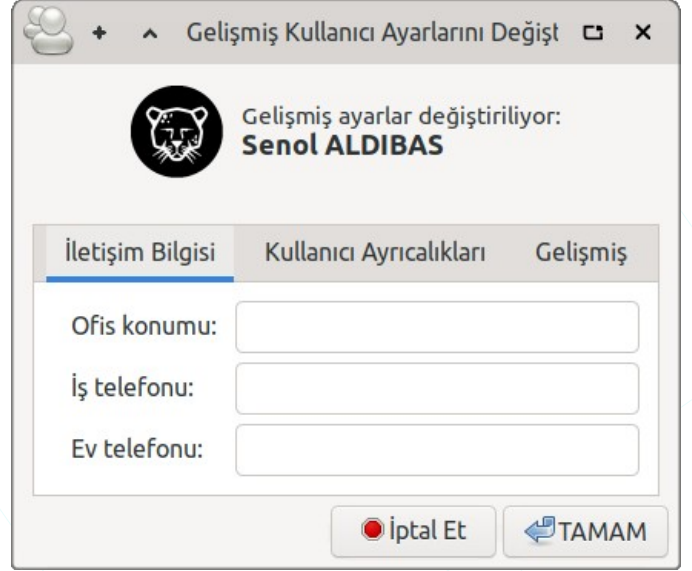 Gelişmiş Kullanıcı Ayarlarını Değişt
Gelişmiş ayarlar değiştiriliyor:
Senol ALDIBAS
İletişim Bilgisi Kullanıcı Ayrıcalıkları Gelişmiş
Ofis konumu:
İş telefonu:
Ev telefonu:
İptal Et TAMAM